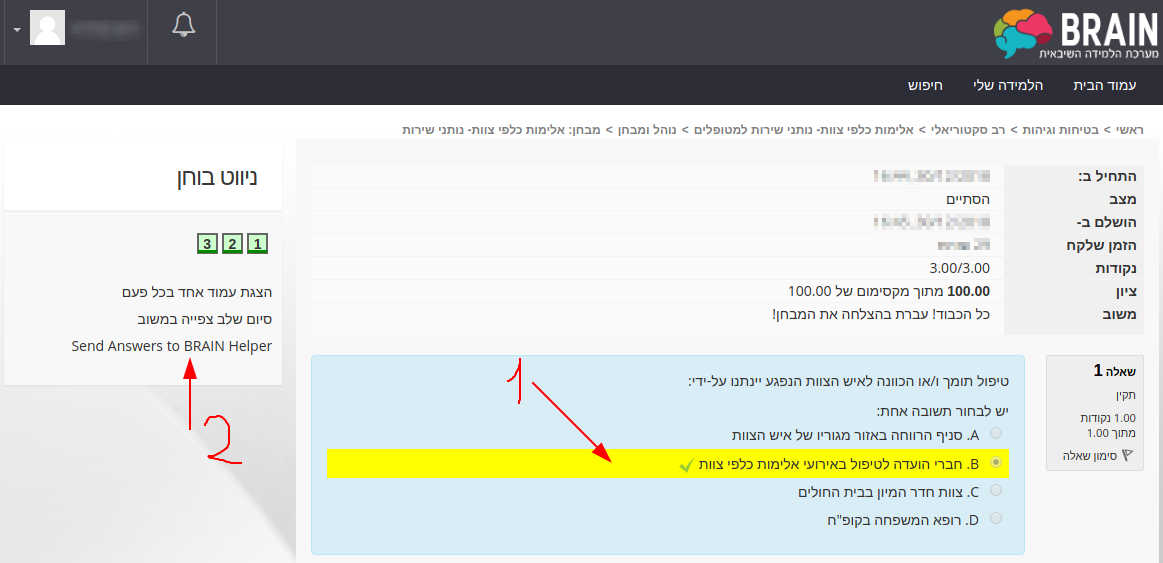 BRAIN
מערכת הלמידה השיבאית
עמוד הבית
הלמידה שלי
חיפוש
ראשי > בטיחות וגיהות > רב סקטוריאלי > אלימות כלפי צוות- נותני שירות למטופלים > נוהל ומבחן > מבחן: אלימות כלפי צוות- נותני שירות
התחיל ב:
מצב הסתיים
הושלם ב-
הזמן שלקח
נקודות 3.00/3.00
ציון 100.00 מתוך מקסימום של 100.00
משוב כל הכבוד! עברת בהצלחה את המבחן!
ניווט בוחן
1 2 3
הצגת עמוד אחד בכל פעם
סיום שלב צפייה במשוב
Send Answers to BRAIN Helper
2
1
שאלה 1
תקין
1.00 נקודות
מתוך 1.00
סימון שאלה
טיפול תומך ו/או הכוונה לאיש הצוות הנפגע יינתנו על-ידי:
יש לבחור תשובה אחת:
A. סניף הרווחה באזור מגוריו של איש הצוות
B. חברי הועדה לטיפול באירועי אלימות כלפי צוות
C. צוות חדר המיון בבית החולים
D. רופא המשפחה בקופ"ח